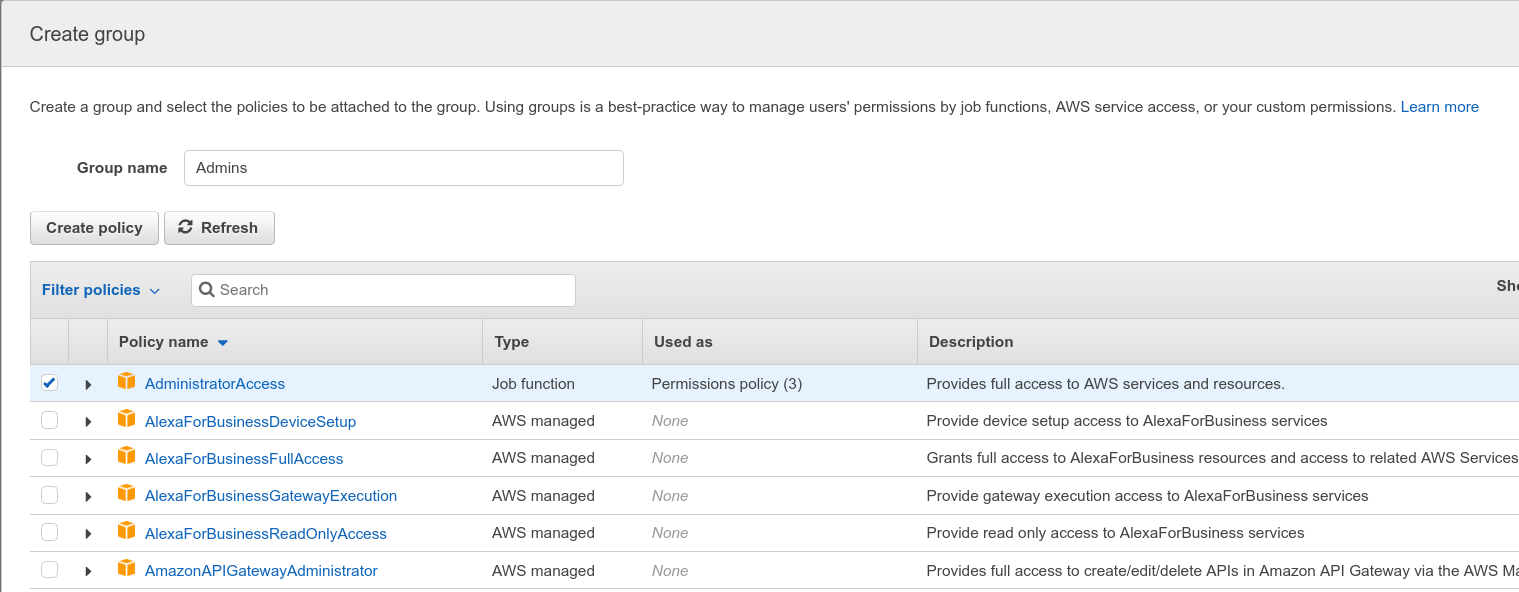 Create group
Create a group and select the policies to be attached to the group. Using groups is a best-practice way to manage users' permissions by job functions, AWS service access, or your custom permissions. Learn more
Group name Admins
Create policy Refresh
Filter policies Search
Policy name Type Used as Description
AdministratorAccess Job function Permissions policy (3) Provides full access to AWS services and resources.
AlexaForBusinessDeviceSetup AWS managed None Provide device setup access to AlexaForBusiness services
AlexaForBusinessFullAccess AWS managed None Grants full access to AlexaForBusiness resources and access to related AWS Services
AlexaForBusinessGatewayExecution AWS managed None Provide gateway execution access to AlexaForBusiness services
AlexaForBusinessReadOnlyAccess AWS managed None Provide read only access to AlexaForBusiness services
AmazonAPIGatewayAdministrator AWS managed None Provides full access to create/edit/delete APIs in Amazon API Gateway via the AWS